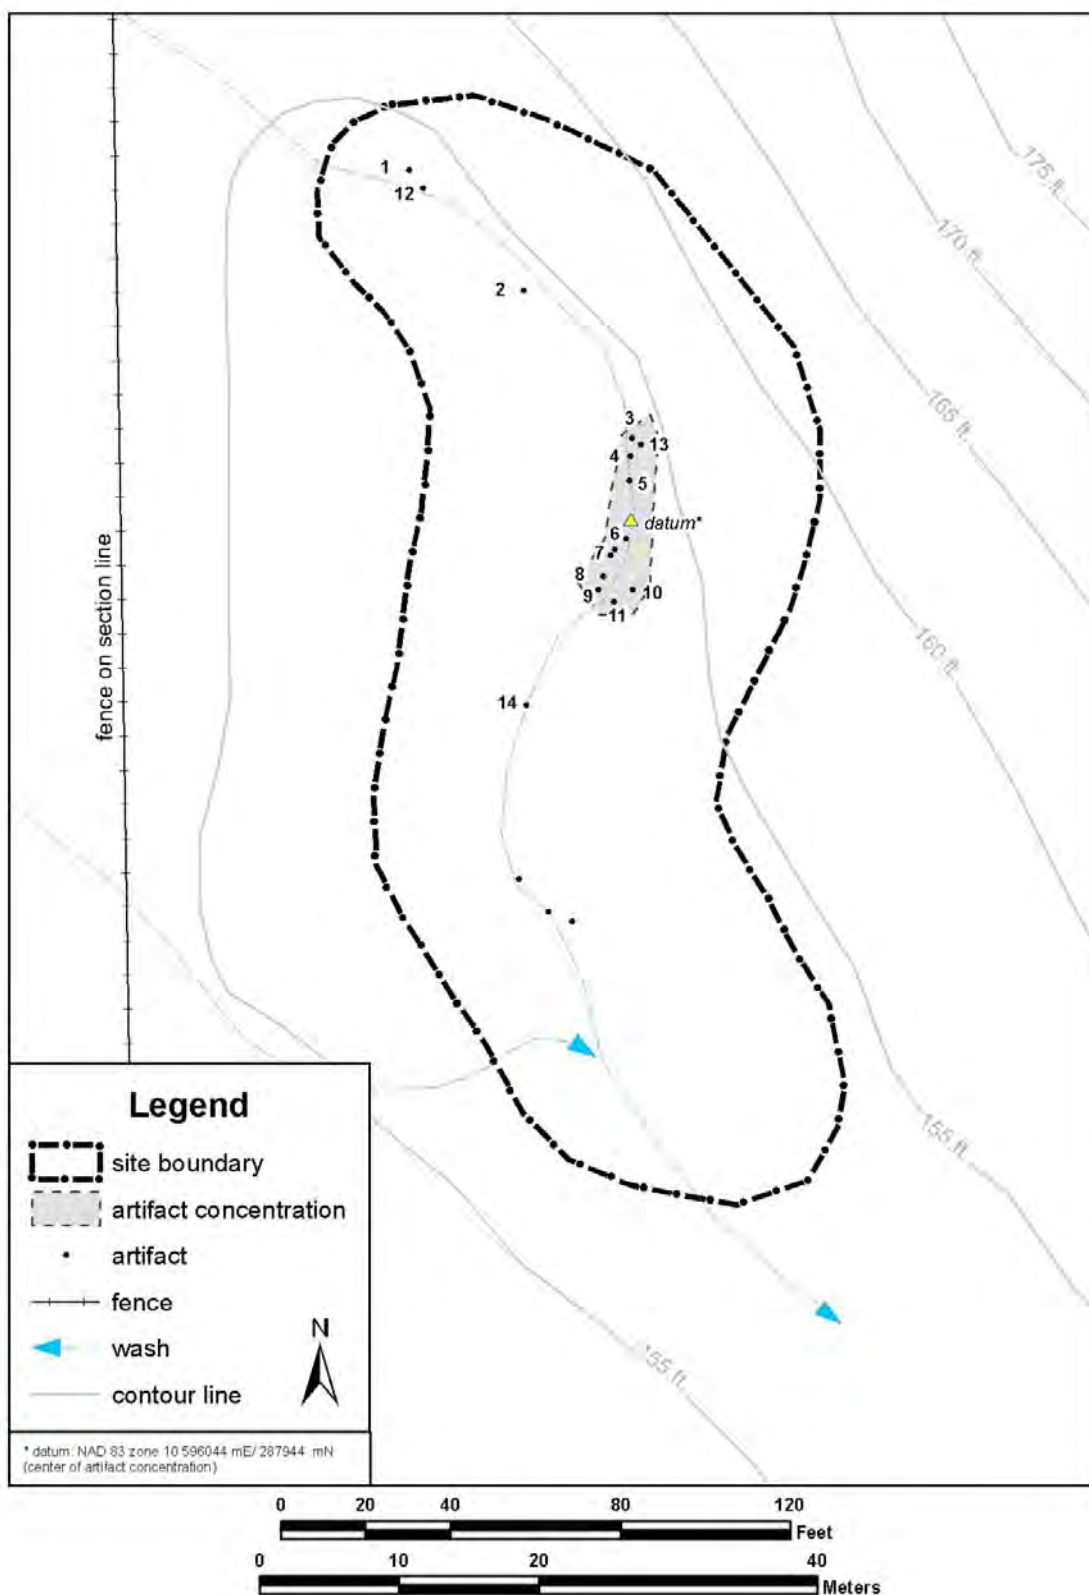 175 ft.
1
12
170 ft.
2
165 ft.
3
13
4
5
datum*
6
7
8
9
10
11
160 ft.
fence on section line
14
155 ft.
155 ft.
Legend
site boundary
artifact concentration
artifact
fence
wash
contour line
N
* datum: NAD 83 zone 10 596044 mE/ 287944 mN
(center of artifact concentration)
0 20 40 80 120
Feet
0 10 20 40
Meters